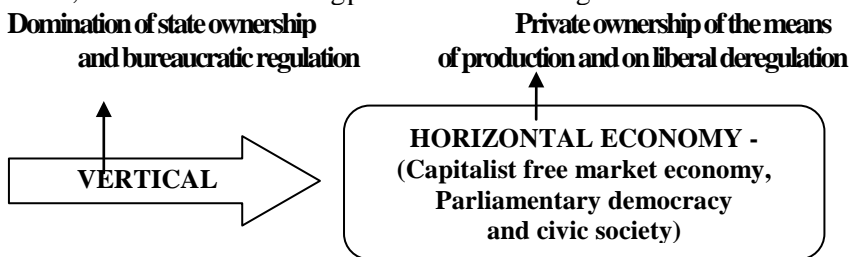 Domination of state ownership
and bureaucratic regulation
Private ownership of the means
of production and on liberal deregulation
VERTICAL
HORIZONTAL ECONOMY -
(Capitalist free market economy,
Parliamentary democracy
and civic society)